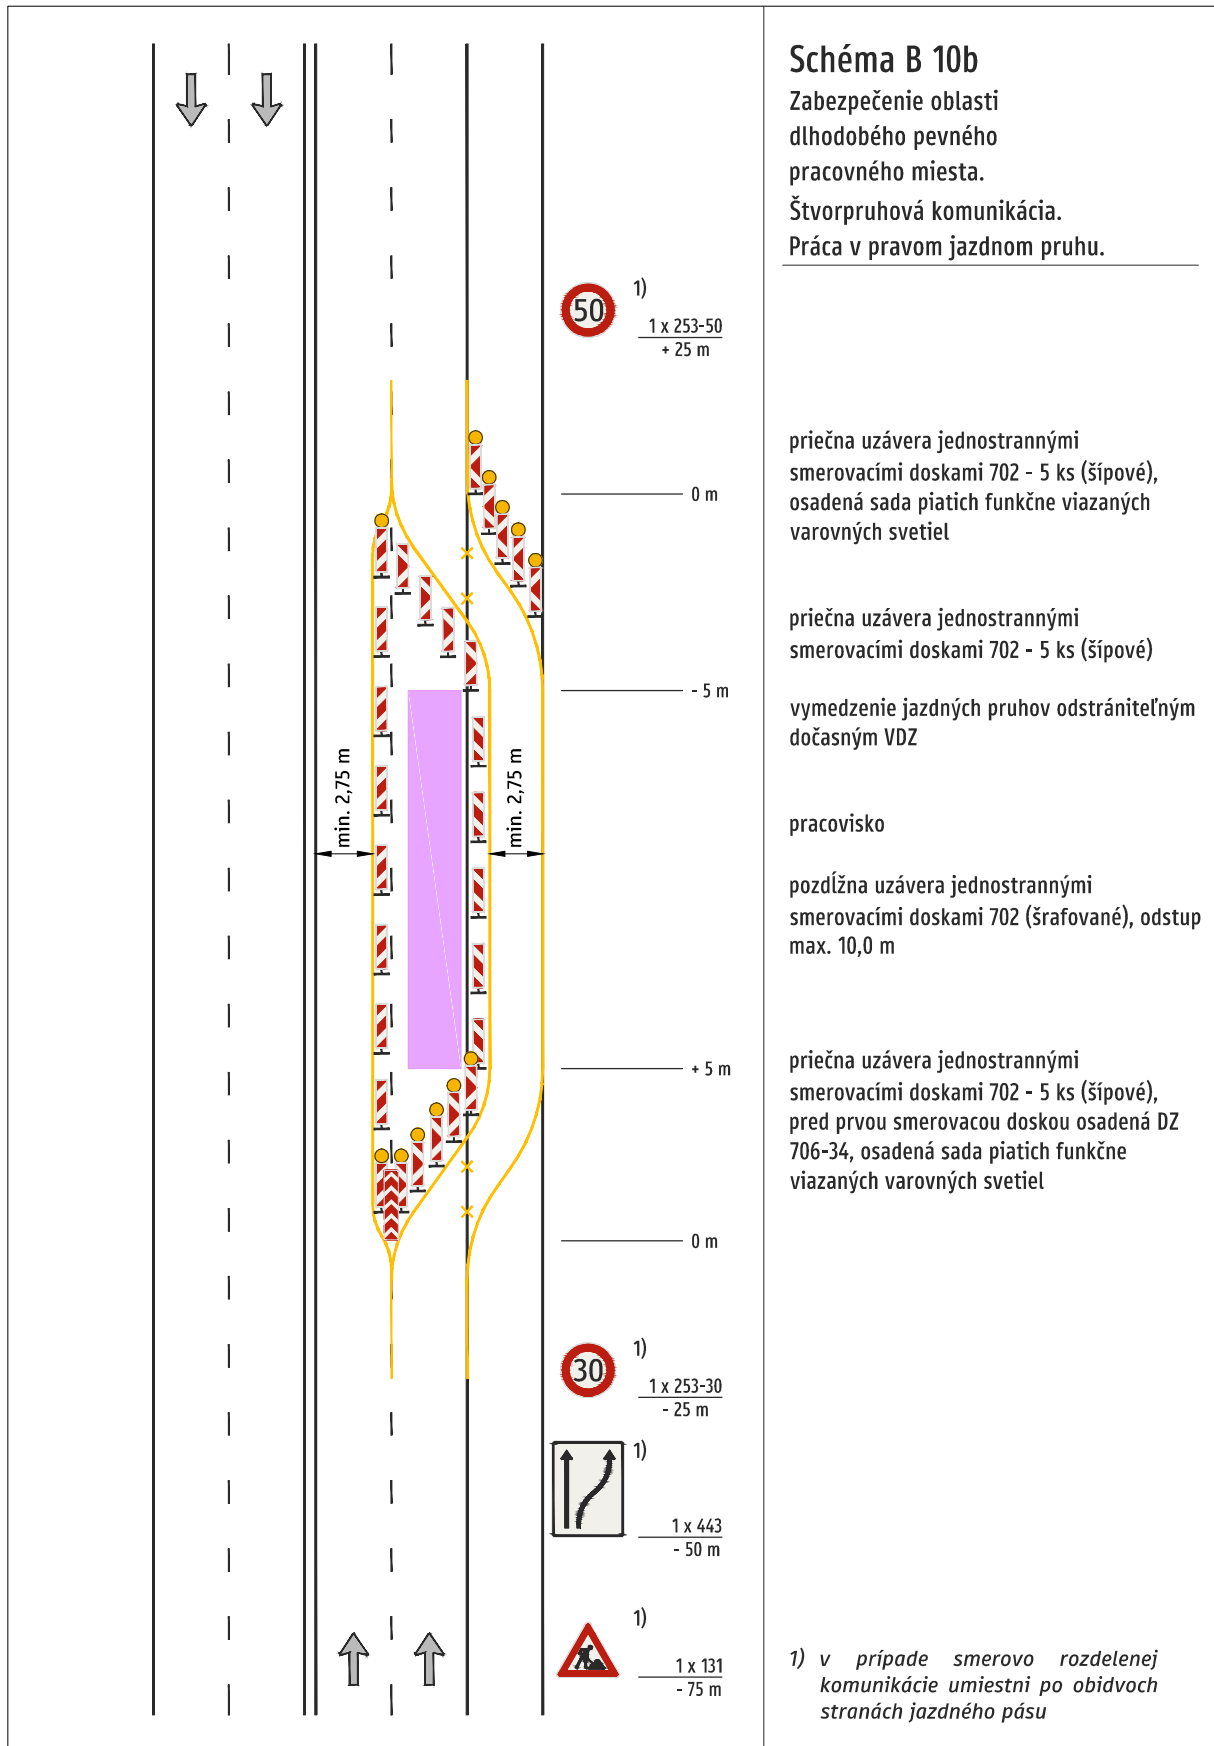 Schéma B 10b
Zabezpečenie oblasti
dlhodobého pevného
pracovného miesta.
Štvorpruhová komunikácia.
Práca v pravom jazdnom pruhu.
50
1)
1 x 253-50
+ 25 m
priečna uzávera jednostrannými
smerovacími doskami 702 - 5 ks (šípové),
osadená sada piatich funkčne viazaných
varovných svetiel
0 m
priečna uzávera jednostrannými
smerovacími doskami 702 - 5 ks (šípové)
- 5 m
vymedzenie jazdných pruhov odstrániteľným
dočasným VDZ
min. 2,75 m
min. 2,75 m
pracovisko
pozdĺžna uzávera jednostrannými
smerovacími doskami 702 (šrafované), odstup
max. 10,0 m
+ 5 m
priečna uzávera jednostrannými
smerovacími doskami 702 - 5 ks (šípové),
pred prvou smerovacou doskou osadená DZ
706-34, osadená sada piatich funkčne
viazaných varovných svetiel
0 m
30
1)
1 x 253-30
- 25 m
1)
1 x 443
- 50 m
1)
1 x 131
- 75 m
1) v prípade smerovo rozdelenej
komunikácie umiestni po obidvoch
stranách jazdného pásu